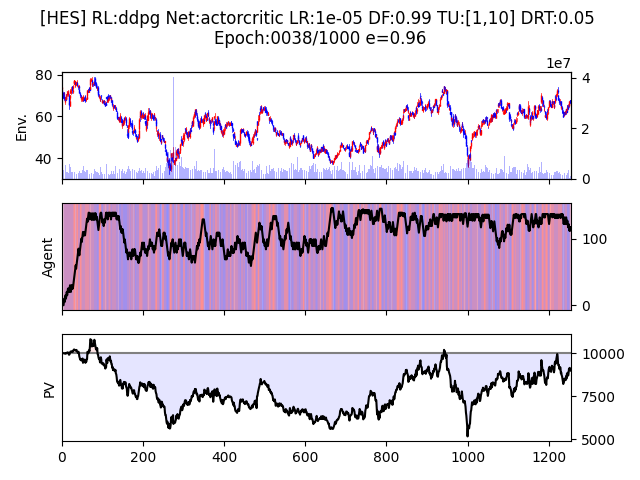 [HES] RL:ddpg Net:actorcritic LR:1e-05 DF:0.99 TU:[1,10] DRT:0.05
Epoch:0038/1000 e=0.96
1e7
80
60
40
Env.
4
2
0
Agent
100
0
PV
10000
7500
5000
0 200 400 600 800 1000 1200